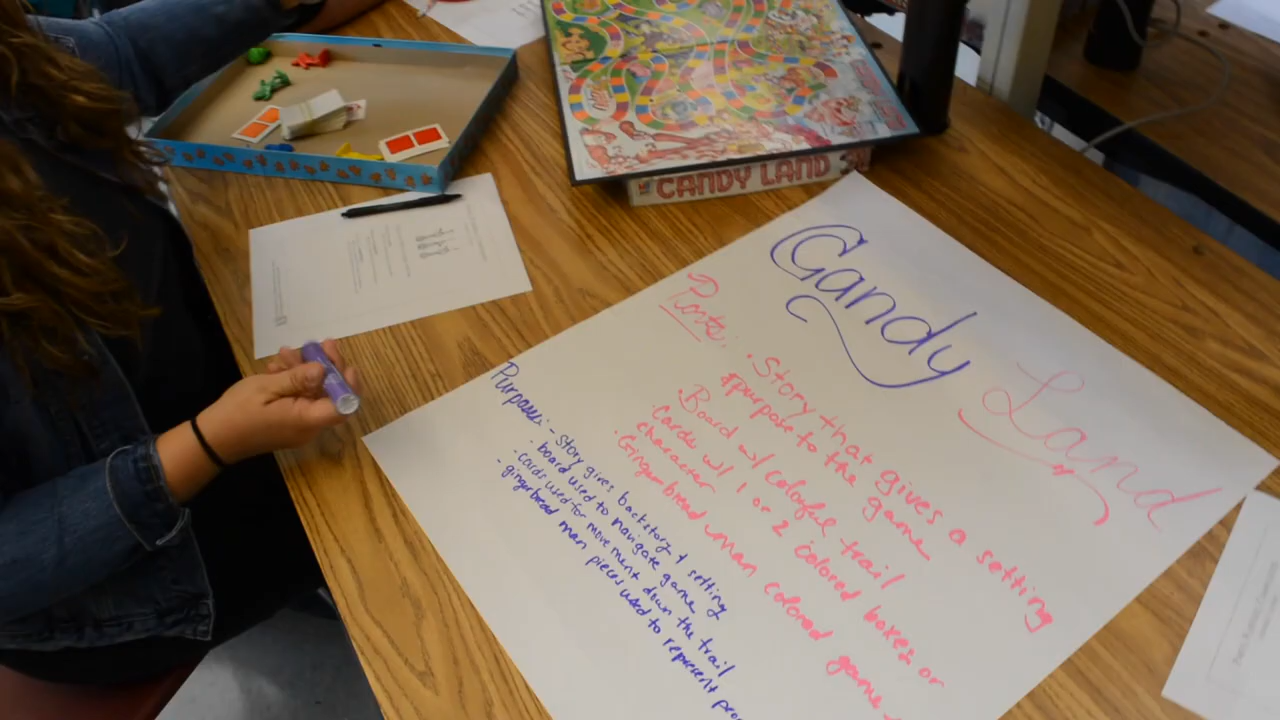 CANDY LAND
Candy
Land
Parts:
• Story that gives a setting
& purpose to the game
• Board w/ colorful trail
• Cards w/ 1 or 2 colored boxes or
character
• Gingerbread man colored game
Purpose:
- Story gives backstory & setting
- board used to navigate game
- cards used for movement down the trail
- gingerbread man pieces used to represent